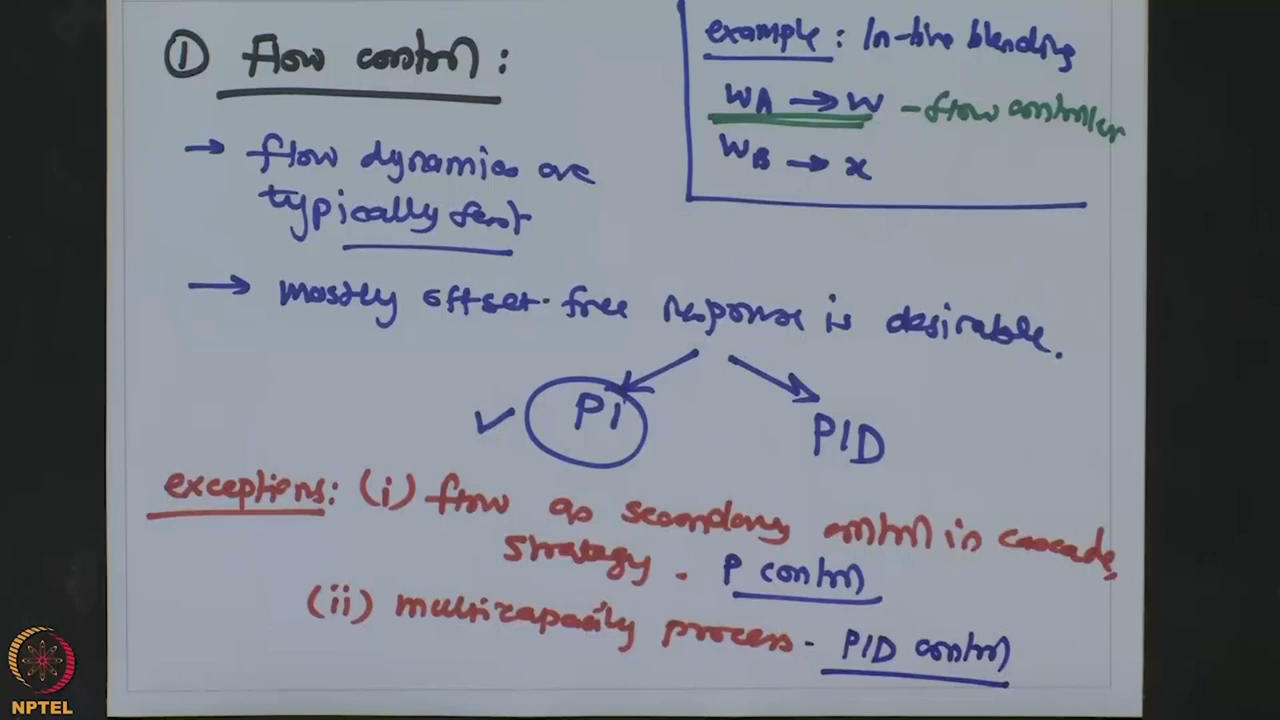 ① flow control:
→ flow dynamics are
typically fast
→ mostly offset-free response is desirable.
✓ PI PID
exceptions: (i) flow as secondary control in cascade
strategy. P control
(ii) multicapacity process - PID control
example: In-line blending
WA → W - flow controller
WB → x
NPTEL